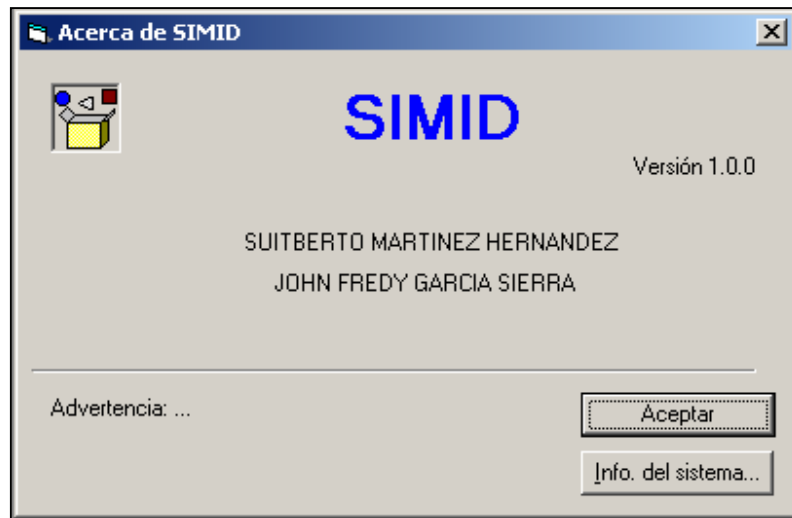 Acerca de SIMID
SIMID
Versión 1.0.0
SUITBERTO MARTINEZ HERNANDEZ
JOHN FREDY GARCIA SIERRA
Advertencia: ...
Aceptar
Info. del sistema...